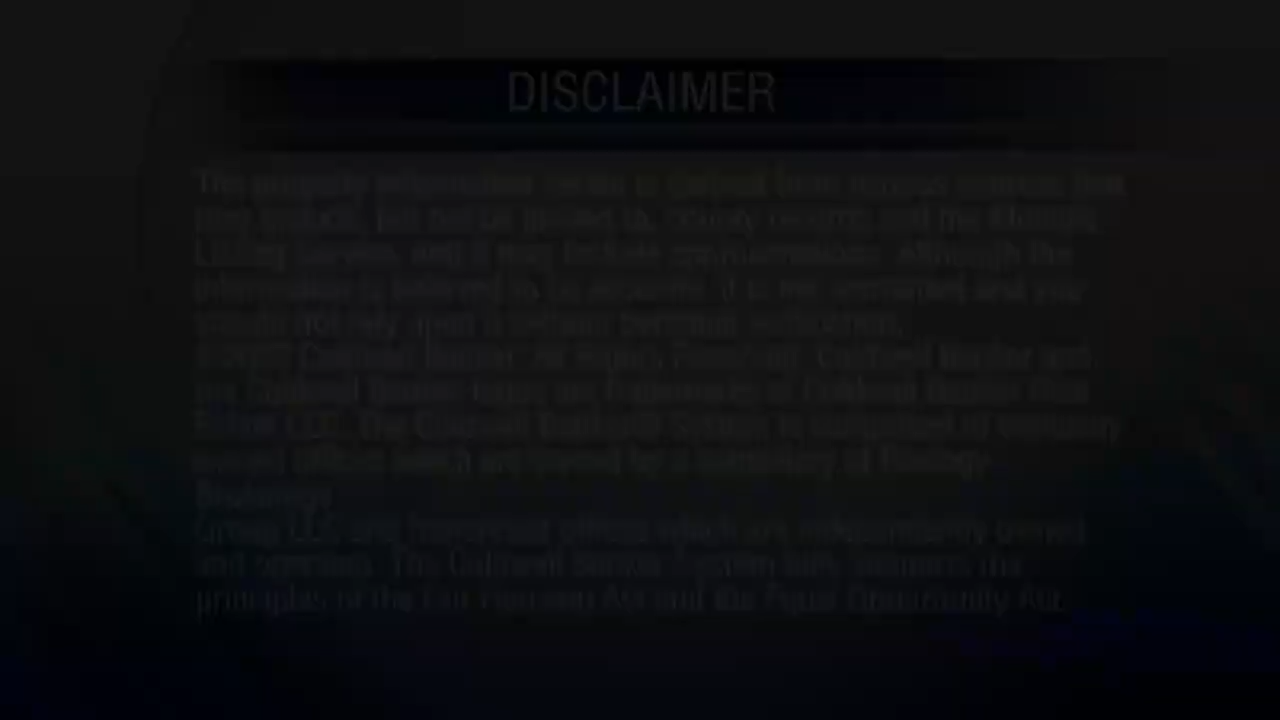 DISCLAIMER
The property information herein is derived from various sources that
may include, but not be limited to, county records and the Multiple
Listing Service, and it may include approximations. Although the
information is believed to be accurate, it is not warranted and you
should not rely upon it without personal verification.
Coldwell Banker. All Rights Reserved. Coldwell Banker and
the Coldwell Banker logos are trademarks of Coldwell Banker Real
Estate LLC. The Coldwell Banker® System is comprised of company
owned offices which are owned by a subsidiary of
Brokerage
Group LLC and franchised offices which are independently owned
and operated. The Coldwell Banker System fully supports the
principles of the Fair Housing Act and the Equal Opportunity Act.